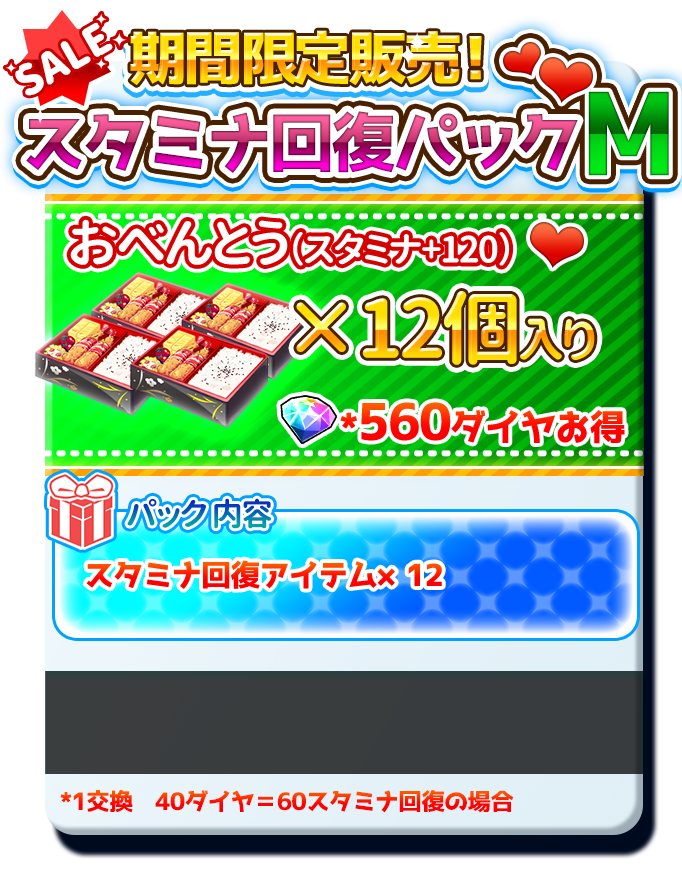 SALE
期間限定販売!
スタミナ回復パックM
おべんとう(スタミナ+120)
×12個入り
*560ダイヤお得
パック内容
スタミナ回復アイテム× 12
*1交換 40ダイヤ=60スタミナ回復の場合